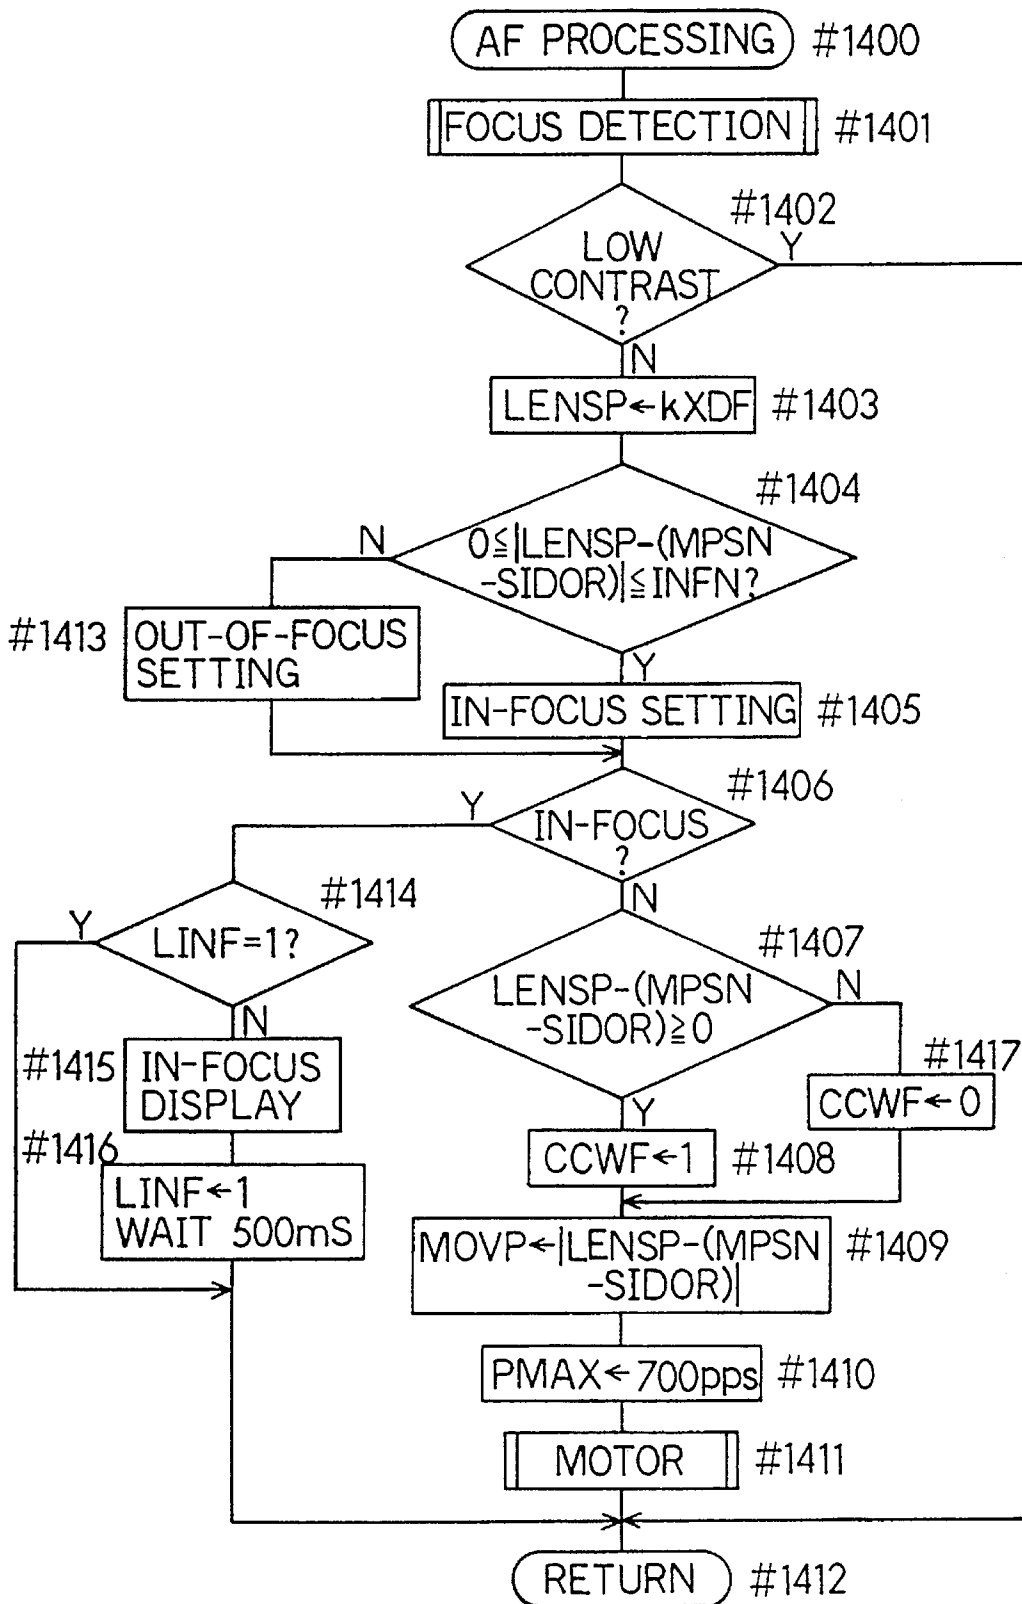 AF PROCESSING #1400
FOCUS DETECTION #1401
#1402
LOW
CONTRAST
?
Y
N
LENSP←kXDF #1403
#1404
0≦|LENSP-(MPSN
-SIDOR)|≦INFN?
N
Y
#1413 OUT-OF-FOCUS
SETTING
IN-FOCUS SETTING #1405
#1406
IN-FOCUS
?
Y
N
#1414
LINF=1?
Y
N
#1407
LENSP-(MPSN
-SIDOR)≧0
N
Y
#1415 IN-FOCUS
DISPLAY
#1417
CCWF←0
CCWF←1 #1408
#1416
LINF←1
WAIT 500mS
MOVP←|LENSP-(MPSN
-SIDOR)|
#1409
PMAX←700pps #1410
MOTOR #1411
RETURN #1412